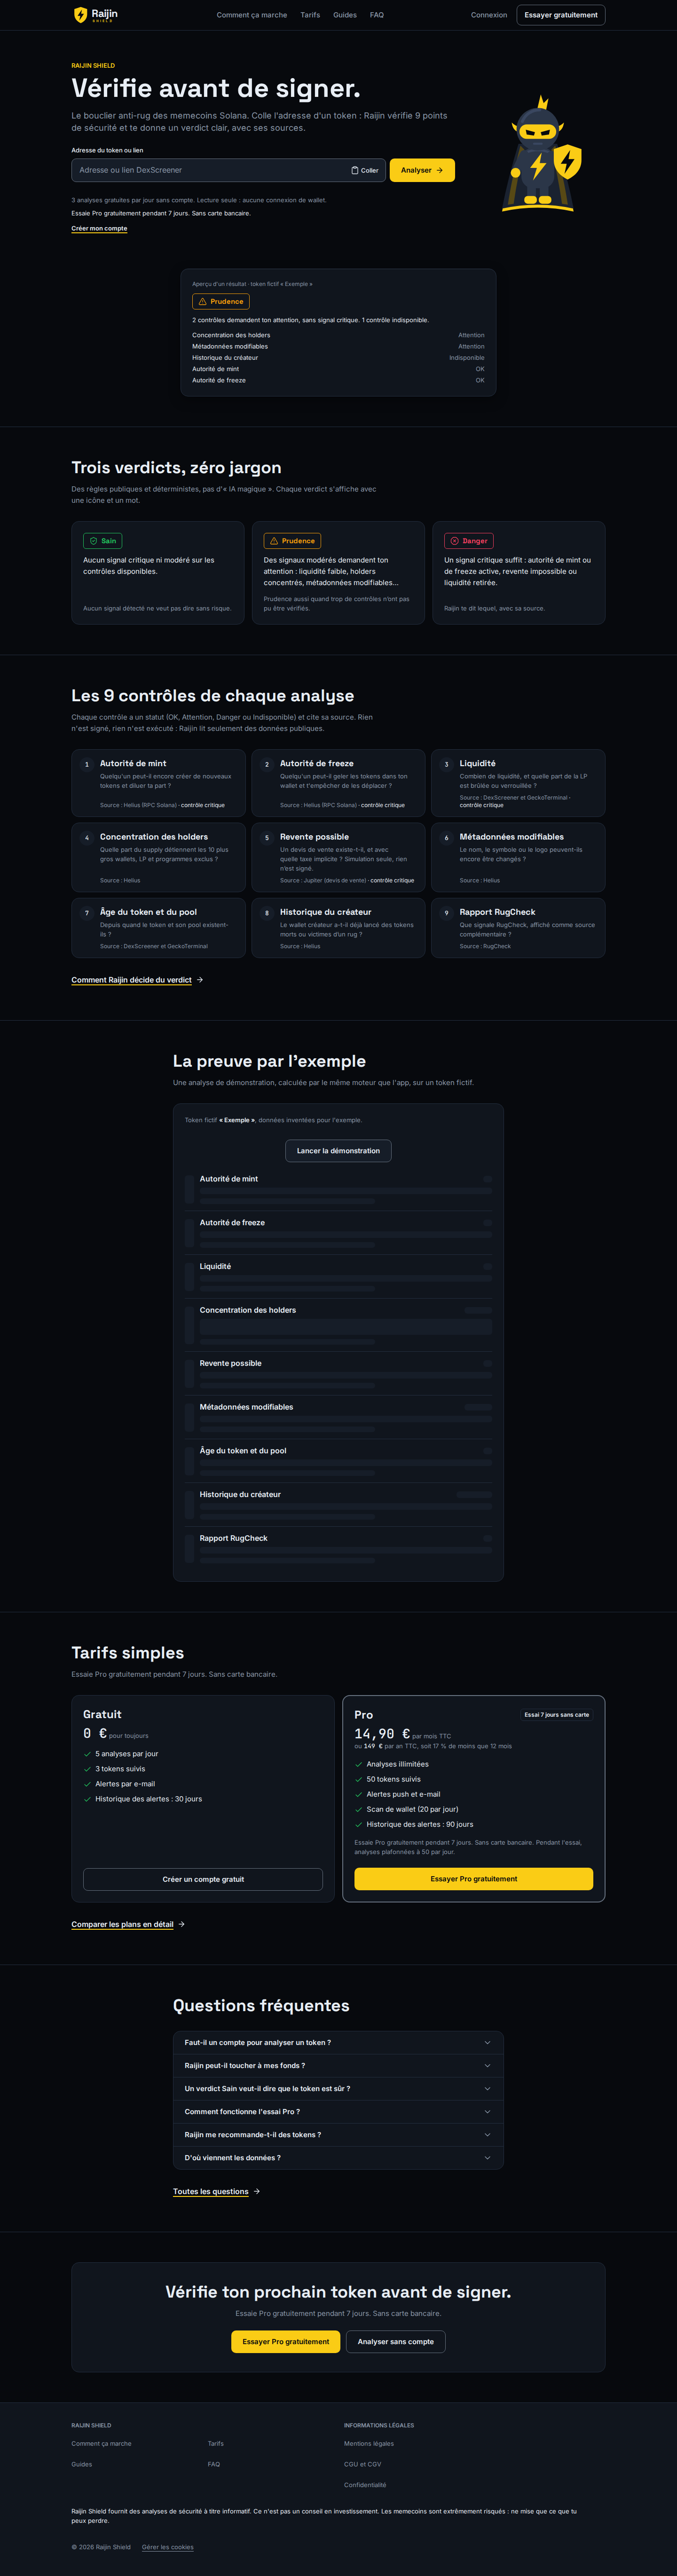 Raijin
SHIELD
Comment ça marche
Tarifs
Guides
FAQ
Connexion
Essayer gratuitement
RAIJIN SHIELD
Vérifie avant de signer.
Le bouclier anti-rug des memecoins Solana. Colle l'adresse d'un token : Raijin vérifie 9 points
de sécurité et te donne un verdict clair, avec ses sources.
Adresse du token ou lien
Adresse ou lien DexScreener
Coller
Analyser
3 analyses gratuites par jour sans compte. Lecture seule : aucune connexion de wallet.
Essaie Pro gratuitement pendant 7 jours. Sans carte bancaire.
Créer mon compte
Aperçu d'un résultat · token fictif « Exemple »
Prudence
2 contrôles demandent ton attention, sans signal critique. 1 contrôle indisponible.
Concentration des holders Attention
Métadonnées modifiables Attention
Historique du créateur Indisponible
Autorité de mint OK
Autorité de freeze OK
Trois verdicts, zéro jargon
Des règles publiques et déterministes, pas d'« IA magique ». Chaque verdict s'affiche avec
une icône et un mot.
Sain
Aucun signal critique ni modéré sur les
contrôles disponibles.
Aucun signal détecté ne veut pas dire sans risque.
Prudence
Des signaux modérés demandent ton
attention : liquidité faible, holders
concentrés, métadonnées modifiables…
Prudence aussi quand trop de contrôles n'ont pas
pu être vérifiés.
Danger
Un signal critique suffit : autorité de mint ou
de freeze active, revente impossible ou
liquidité retirée.
Raijin te dit lequel, avec sa source.
Les 9 contrôles de chaque analyse
Chaque contrôle a un statut (OK, Attention, Danger ou Indisponible) et cite sa source. Rien
n'est signé, rien n'est exécuté : Raijin lit seulement des données publiques.
1
Autorité de mint
Quelqu'un peut-il encore créer de nouveaux
tokens et diluer ta part ?
Source : Helius (RPC Solana) · contrôle critique
2
Autorité de freeze
Quelqu'un peut-il geler les tokens dans ton
wallet et t'empêcher de les déplacer ?
Source : Helius (RPC Solana) · contrôle critique
3
Liquidité
Combien de liquidité, et quelle part de la LP
est brûlée ou verrouillée ?
Source : DexScreener et GeckoTerminal ·
contrôle critique
4
Concentration des holders
Quelle part du supply détiennent les 10 plus
gros wallets, LP et programmes exclus ?
Source : Helius
5
Revente possible
Un devis de vente existe-t-il, et avec
quelle taxe implicite ? Simulation seule, rien
n'est signé.
Source : Jupiter (devis de vente) · contrôle critique
6
Métadonnées modifiables
Le nom, le symbole ou le logo peuvent-ils
encore être changés ?
Source : Helius
7
Âge du token et du pool
Depuis quand le token et son pool existent-
ils ?
Source : DexScreener et GeckoTerminal
8
Historique du créateur
Le wallet créateur a-t-il déjà lancé des tokens
morts ou victimes d'un rug ?
Source : Helius
9
Rapport RugCheck
Que signale RugCheck, affiché comme source
complémentaire ?
Source : RugCheck
Comment Raijin décide du verdict
La preuve par l'exemple
Une analyse de démonstration, calculée par le même moteur que l'app, sur un token fictif.
Token fictif « Exemple », données inventées pour l'exemple.
Lancer la démonstration
Autorité de mint
Autorité de freeze
Liquidité
Concentration des holders
Revente possible
Métadonnées modifiables
Âge du token et du pool
Historique du créateur
Rapport RugCheck
Tarifs simples
Essaie Pro gratuitement pendant 7 jours. Sans carte bancaire.
Gratuit
0 € pour toujours
5 analyses par jour
3 tokens suivis
Alertes par e-mail
Historique des alertes : 30 jours
Créer un compte gratuit
Pro
Essai 7 jours sans carte
14,90 € par mois TTC
ou 149 € par an TTC, soit 17 % de moins que 12 mois
Analyses illimitées
50 tokens suivis
Alertes push et e-mail
Scan de wallet (20 par jour)
Historique des alertes : 90 jours
Essaie Pro gratuitement pendant 7 jours. Sans carte bancaire. Pendant l'essai,
analyses plafonnées à 50 par jour.
Essayer Pro gratuitement
Comparer les plans en détail
Questions fréquentes
Faut-il un compte pour analyser un token ?
Raijin peut-il toucher à mes fonds ?
Un verdict Sain veut-il dire que le token est sûr ?
Comment fonctionne l'essai Pro ?
Raijin me recommande-t-il des tokens ?
D'où viennent les données ?
Toutes les questions
Vérifie ton prochain token avant de signer.
Essaie Pro gratuitement pendant 7 jours. Sans carte bancaire.
Essayer Pro gratuitement
Analyser sans compte
RAIJIN SHIELD
Comment ça marche
Tarifs
Guides
FAQ
INFORMATIONS LÉGALES
Mentions légales
CGU et CGV
Confidentialité
Raijin Shield fournit des analyses de sécurité à titre informatif. Ce n'est pas un conseil en investissement. Les memecoins sont extrêmement risqués : ne mise que ce que tu
peux perdre.
© 2026 Raijin Shield
Gérer les cookies